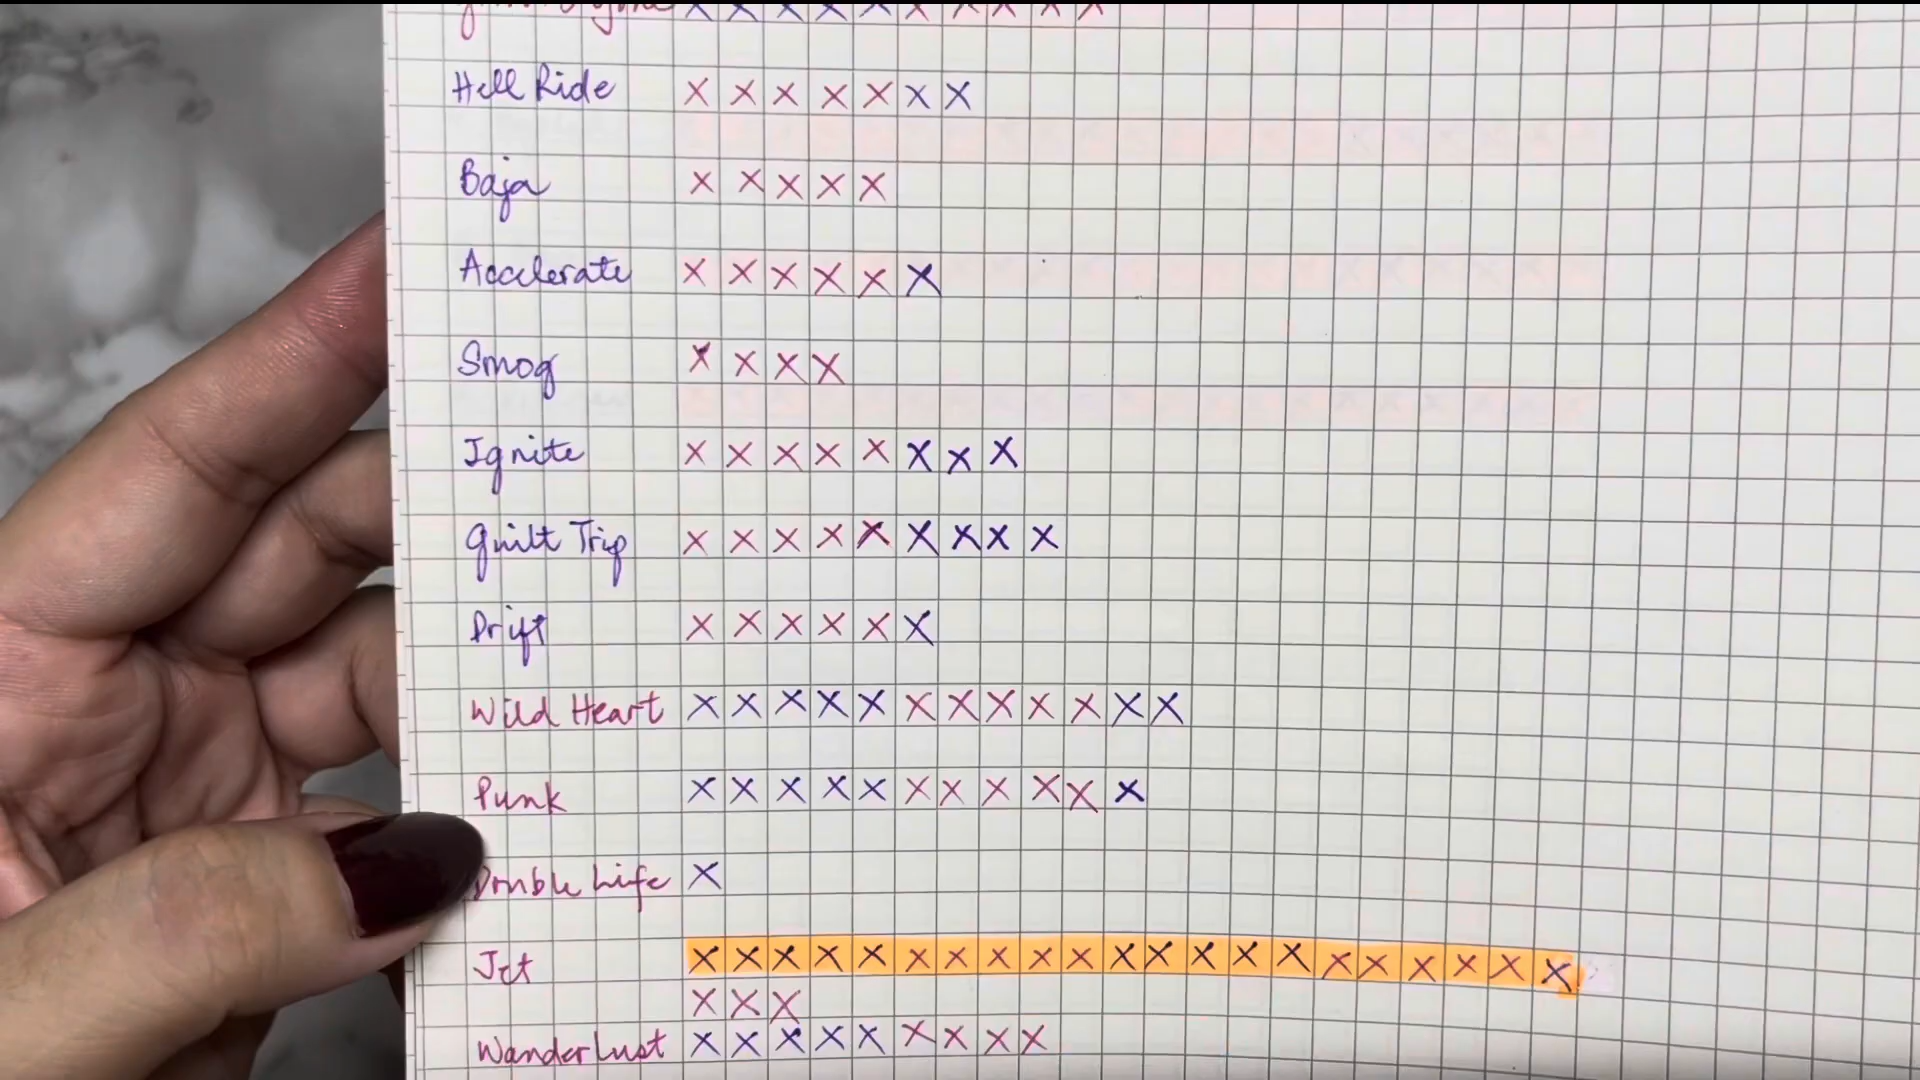 Hell Ride X X X X X X X
Baja X X X X X
Accelerate X X X X X X
Smog X X X X
Ignite X X X X X X X X
Guilt Trip X X X X X X X X X
Drift X X X X X X
Wild Heart X X X X X X X X X X X X
Punk X X X X X X X X X X X
Double Life X
Jet X X X X X X X X X X X X X X X X X X X X X
X X X
Wanderlust X X X X X X X X X